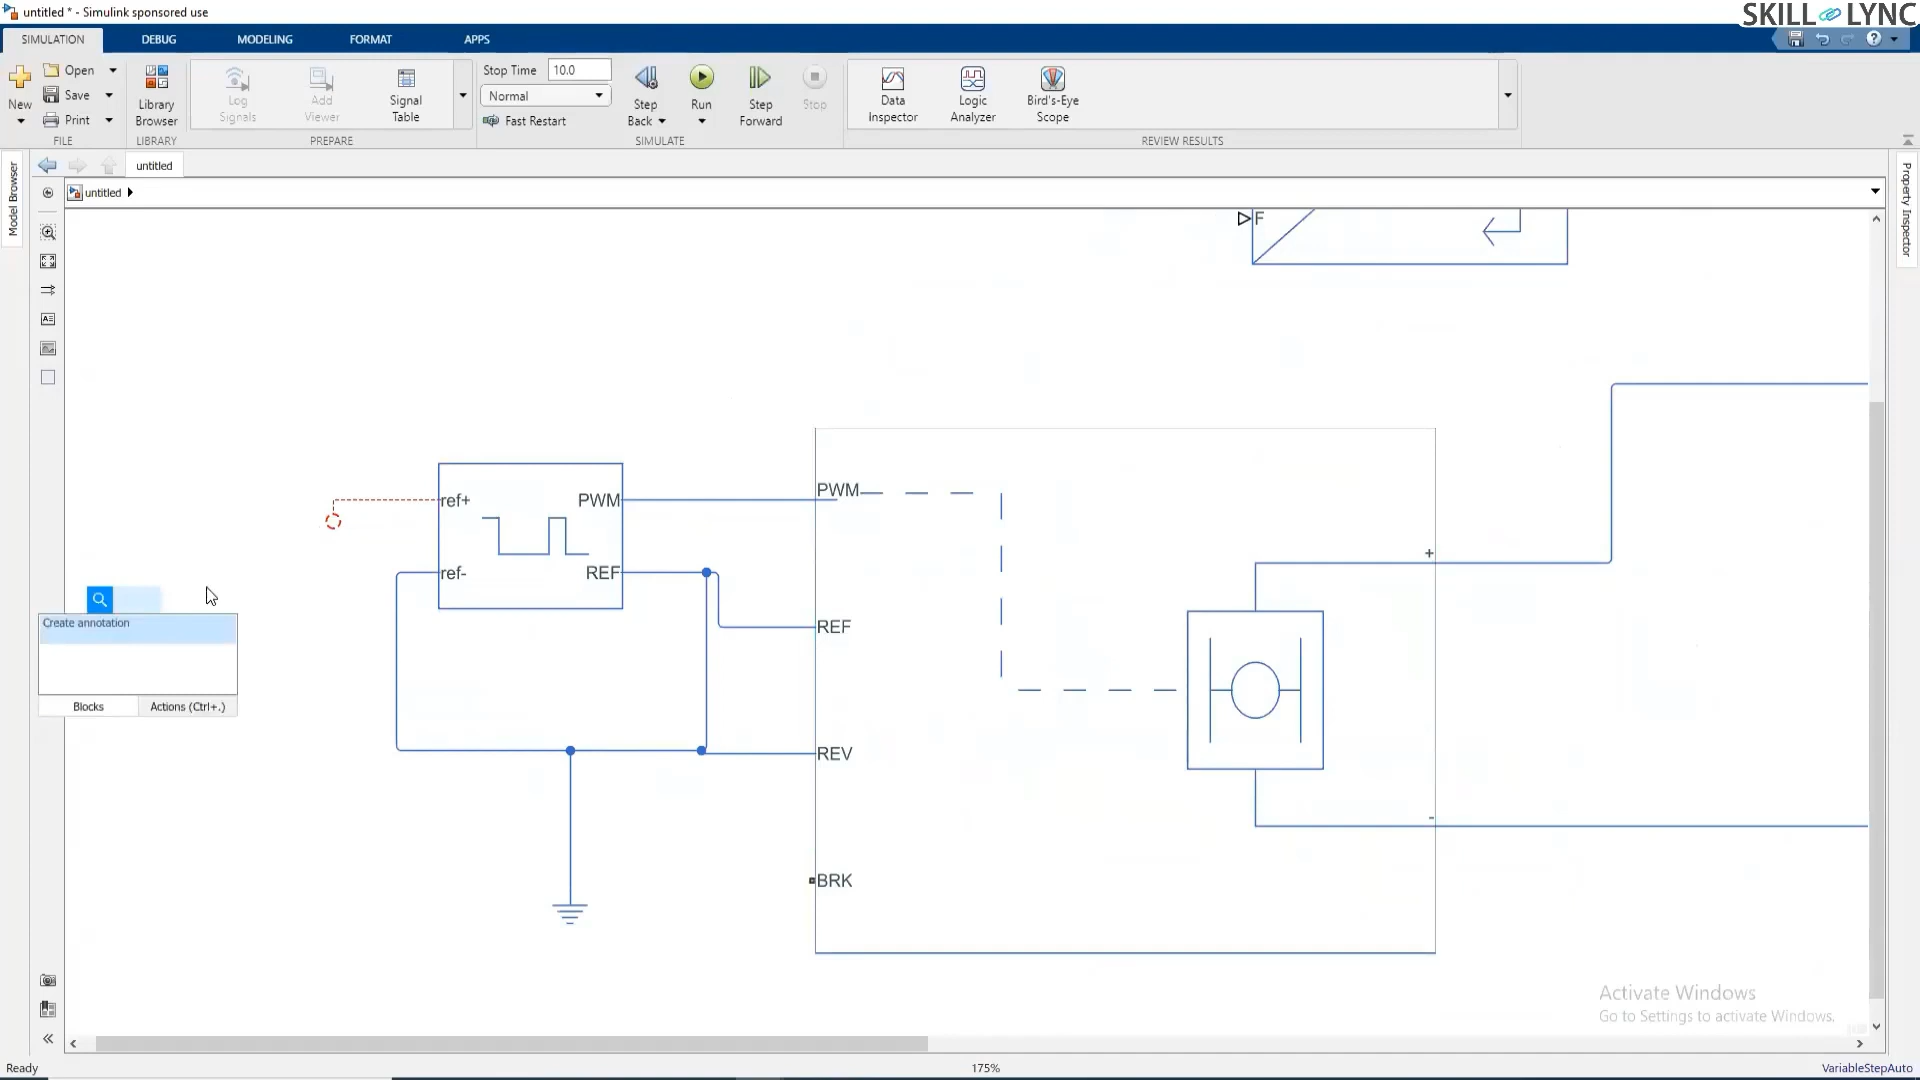 untitled * - Simulink sponsored use
SKILL LYNC
SIMULATION DEBUG MODELING FORMAT APPS
New
Open
Save
Print
FILE
Library Browser
LIBRARY
Log Signals
Add Viewer
Signal Table
PREPARE
Stop Time 10.0
Normal
Fast Restart
Step Back
Run
Step Forward
Stop
SIMULATE
Data Inspector
Logic Analyzer
Bird's-Eye Scope
REVIEW RESULTS
Model Browser
untitled
untitled
Property Inspector
F
ref+ PWM
ref- REF
PWM
REF
REV
BRK
+
-
Create annotation
Blocks Actions (Ctrl+.)
Activate Windows
Go to Settings to activate Windows.
Ready 175% VariableStepAuto